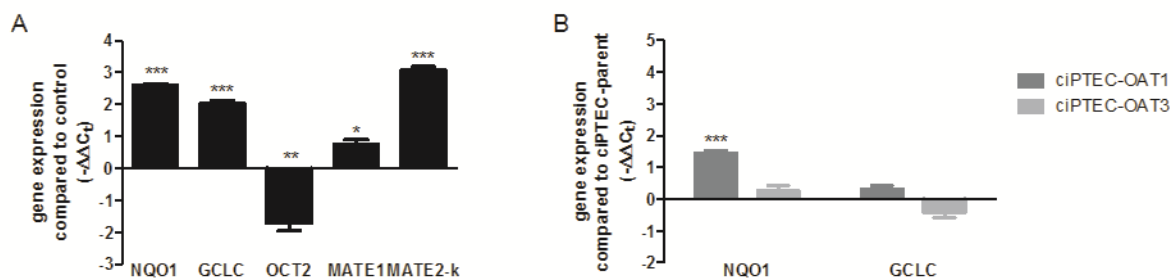 A
gene expression
compared to control
(-ΔΔCt)
4
3
2
1
0
-1
-2
-3
***
***
**
*
***
NQO1 GCLC OCT2 MATE1 MATE2-k
B
gene expression
compared to ciPTEC-parent
(-ΔΔCt)
5
4
3
2
1
0
-1
-2
***
NQO1 GCLC
ciPTEC-OAT1
ciPTEC-OAT3